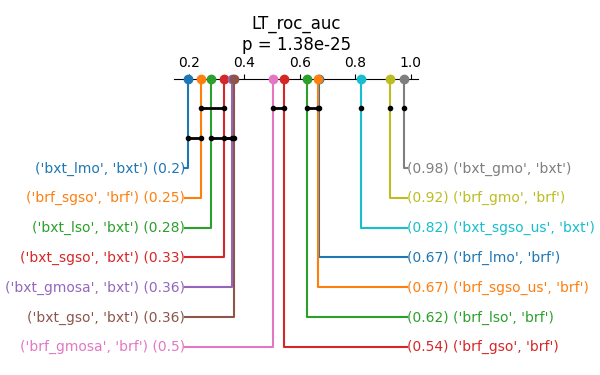 LT_roc_auc
p = 1.38e-25
0.2 0.4 0.6 0.8 1.0
('bxt_lmo', 'bxt') (0.2) (0.98) ('bxt_gmo', 'bxt')
('brf_sgso', 'brf') (0.25) (0.92) ('brf_gmo', 'brf')
('bxt_lso', 'bxt') (0.28) (0.82) ('bxt_sgso_us', 'bxt')
('bxt_sgso', 'bxt') (0.33) (0.67) ('brf_lmo', 'brf')
('bxt_gmosa', 'bxt') (0.36) (0.67) ('brf_sgso_us', 'brf')
('bxt_gso', 'bxt') (0.36) (0.62) ('brf_lso', 'brf')
('brf_gmosa', 'brf') (0.5) (0.54) ('brf_gso', 'brf')